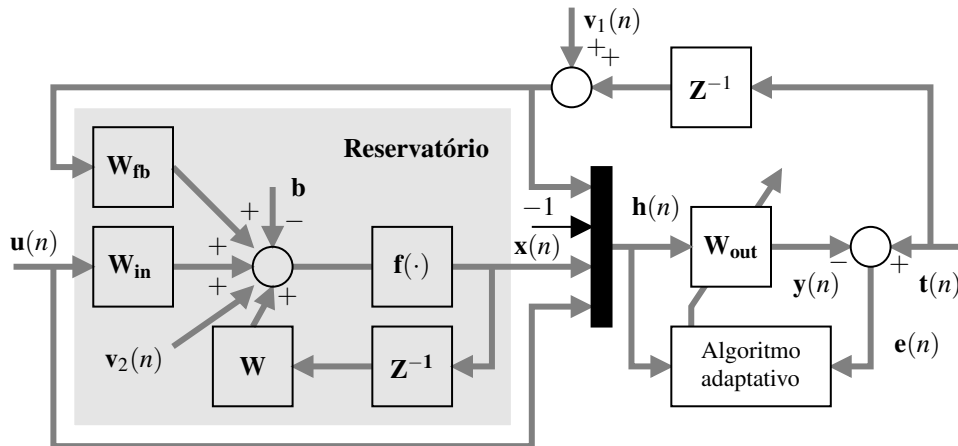 v₁(n)
+
+
Z⁻¹
Reservatório
W_fb
b
+
−
−1
h(n)
u(n)
W_in
+
+
+
f(·)
x(n)
W_out
−
+
y(n)
t(n)
v₂(n)
W
Z⁻¹
Algoritmo
adaptativo
e(n)